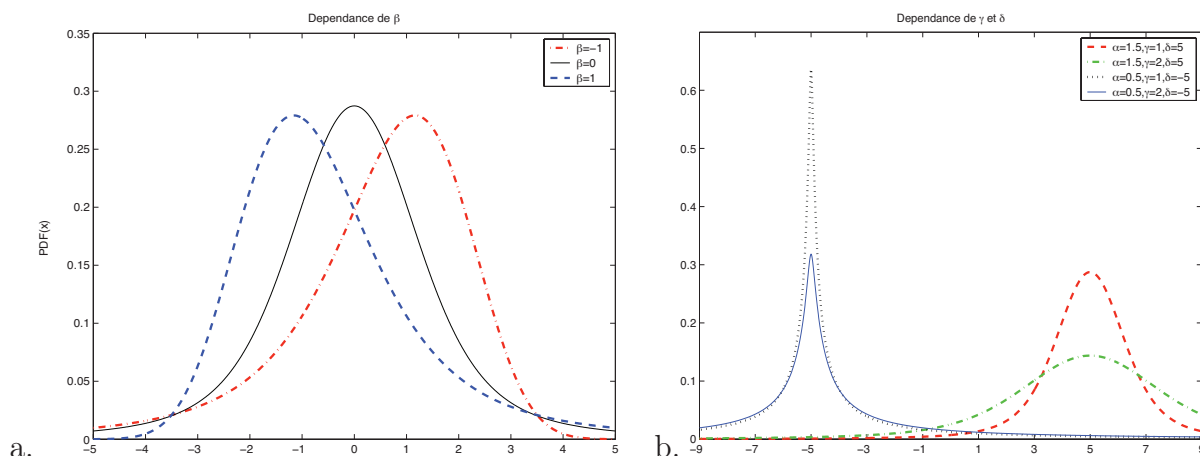 Dependance de β
0.35
0.3
0.25
0.2
0.15
0.1
0.05
0
PDF(x)
−5 −4 −3 −2 −1 0 1 2 3 4 5
β=−1
β=0
β=1
a.
Dependance de γ et δ
0.6
0.5
0.4
0.3
0.2
0.1
0
−9 −7 −5 −3 −1 1 3 5 7
α=1.5,γ=1,δ=5
α=1.5,γ=2,δ=5
α=0.5,γ=1,δ=−5
α=0.5,γ=2,δ=−5
b.